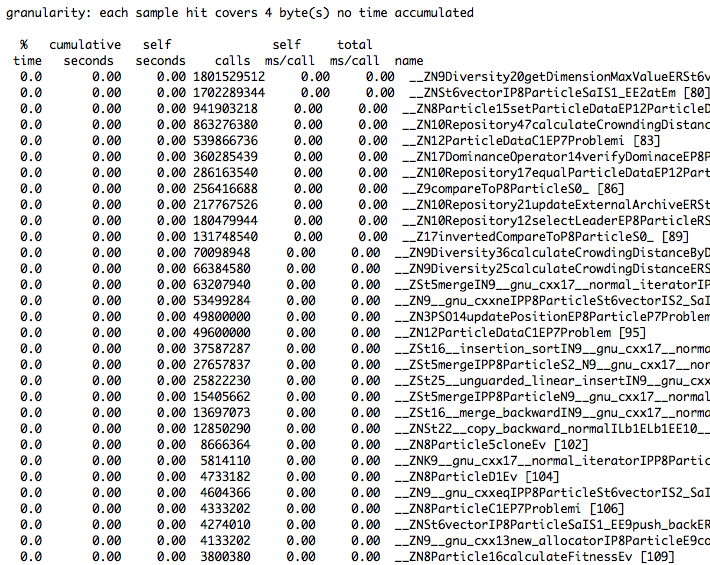 granularity: each sample hit covers 4 byte(s) no time accumulated
% cumulative self self total
time seconds seconds calls ms/call ms/call name
0.0 0.00 0.00 1801529512 0.00 0.00 __ZN9Diversity20getDimensionMaxValueERSt6v
0.0 0.00 0.00 1702289344 0.00 0.00 __ZNSt6vectorIP8ParticleSaIS1_EE2atEm [80]
0.0 0.00 0.00 941903218 0.00 0.00 __ZN8Particle15setParticleDataEP12ParticleD
0.0 0.00 0.00 863276380 0.00 0.00 __ZN10Repository47calculateCrowndingDistanc
0.0 0.00 0.00 539866736 0.00 0.00 __ZN12ParticleDataC1EP7Problemi [83]
0.0 0.00 0.00 360285439 0.00 0.00 __ZN17DominanceOperator14verifyDominaceEP8P
0.0 0.00 0.00 286163540 0.00 0.00 __ZN10Repository17equalParticleDataEP12Part
0.0 0.00 0.00 256416688 0.00 0.00 __Z9compareToP8ParticleS0_ [86]
0.0 0.00 0.00 217767526 0.00 0.00 __ZN10Repository21updateExternalArchiveERSt
0.0 0.00 0.00 180479944 0.00 0.00 __ZN10Repository12selectLeaderEP8ParticleRS
0.0 0.00 0.00 131748540 0.00 0.00 __Z17invertedCompareToP8ParticleS0_ [89]
0.0 0.00 0.00 70098948 0.00 0.00 __ZN9Diversity36calculateCrowdingDistanceByD
0.0 0.00 0.00 66384580 0.00 0.00 __ZN9Diversity25calculateCrowdingDistanceERS
0.0 0.00 0.00 63207940 0.00 0.00 __ZSt5mergeIN9__gnu_cxx17__normal_iteratorIP
0.0 0.00 0.00 53499284 0.00 0.00 __ZN9__gnu_cxxneIPP8ParticleSt6vectorIS2_SaI
0.0 0.00 0.00 49800000 0.00 0.00 __ZN3PSO14updatePositionEP8ParticleP7Problem
0.0 0.00 0.00 49600000 0.00 0.00 __ZN12ParticleDataC1EP7Problem [95]
0.0 0.00 0.00 37587287 0.00 0.00 __ZSt16__insertion_sortIN9__gnu_cxx17__norma
0.0 0.00 0.00 27657837 0.00 0.00 __ZSt5mergeIPP8ParticleS2_N9__gnu_cxx17__nor
0.0 0.00 0.00 25822230 0.00 0.00 __ZSt25__unguarded_linear_insertIN9__gnu_cxx
0.0 0.00 0.00 15405662 0.00 0.00 __ZSt5mergeIPP8ParticleN9__gnu_cxx17__normal
0.0 0.00 0.00 13697073 0.00 0.00 __ZSt16__merge_backwardIN9__gnu_cxx17__norma
0.0 0.00 0.00 12850290 0.00 0.00 __ZNSt22__copy_backward_normalILb1ELb1EE10__
0.0 0.00 0.00 8666364 0.00 0.00 __ZN8Particle5cloneEv [102]
0.0 0.00 0.00 5814110 0.00 0.00 __ZNK9__gnu_cxx17__normal_iteratorIPP8Partic
0.0 0.00 0.00 4733182 0.00 0.00 __ZN8ParticleD1Ev [104]
0.0 0.00 0.00 4604366 0.00 0.00 __ZN9__gnu_cxxeqIPP8ParticleSt6vectorIS2_SaI
0.0 0.00 0.00 4333202 0.00 0.00 __ZN8ParticleC1EP7Problemi [106]
0.0 0.00 0.00 4274010 0.00 0.00 __ZNSt6vectorIP8ParticleSaIS1_EE9push_backER
0.0 0.00 0.00 4133202 0.00 0.00 __ZN9__gnu_cxx13new_allocatorIP8ParticleE9co
0.0 0.00 0.00 3800380 0.00 0.00 __ZN8Particle16calculateFitnessEv [109]